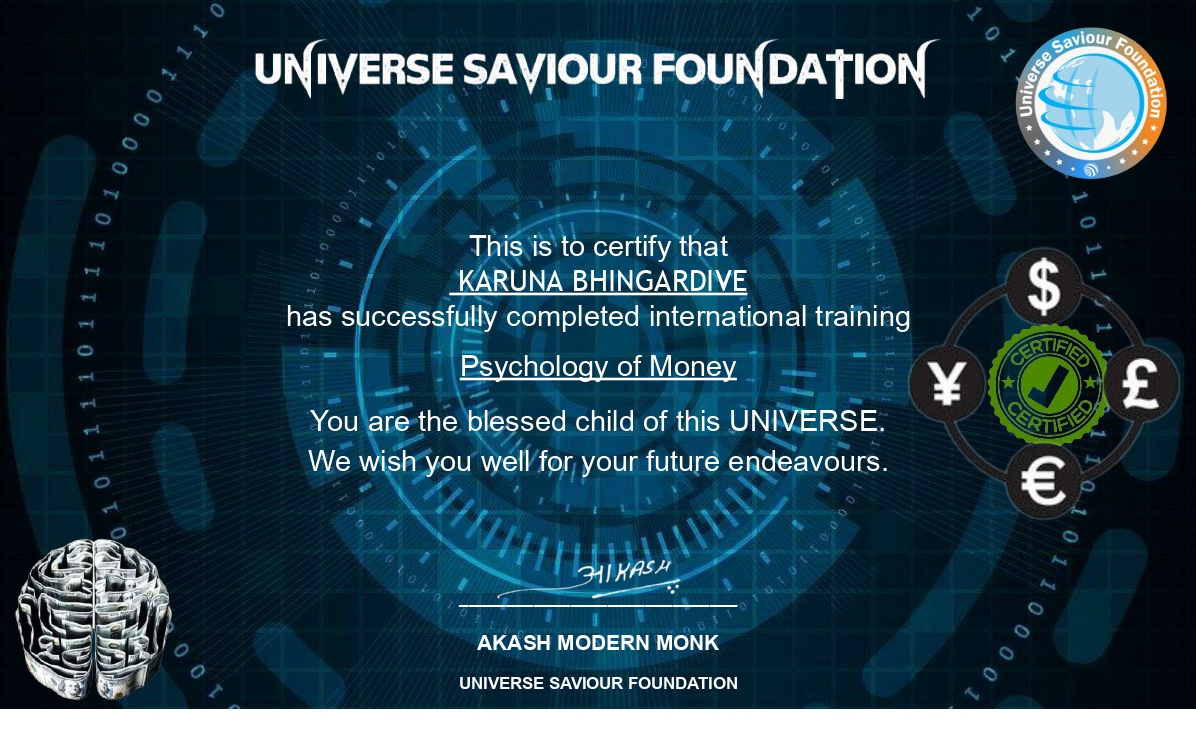 UNIVERSE SAVIOUR FOUNDATION
Universe Saviour Foundation
This is to certify that
KARUNA BHINGARDIVE
has successfully completed international training
Psychology of Money
You are the blessed child of this UNIVERSE.
We wish you well for your future endeavours.
$
¥
£
€
CERTIFIED
CERTIFIED
AKASH MODERN MONK
UNIVERSE SAVIOUR FOUNDATION